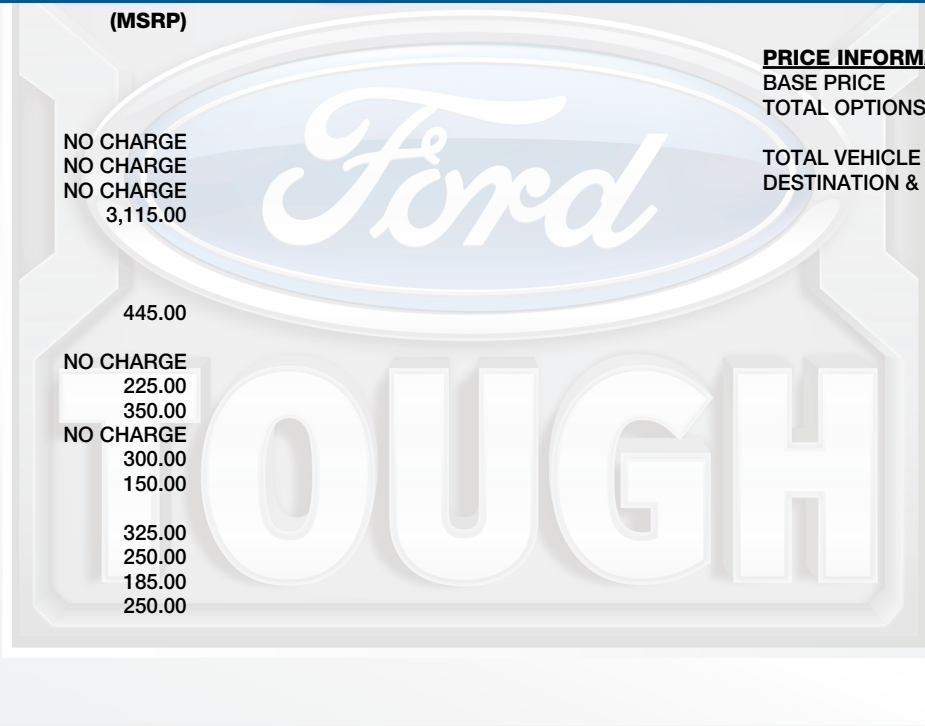 (MSRP)
NO CHARGE
NO CHARGE
NO CHARGE
3,115.00
445.00
NO CHARGE
225.00
350.00
NO CHARGE
300.00
150.00
325.00
250.00
185.00
250.00
PRICE INFORMA
BASE PRICE
TOTAL OPTIONS
TOTAL VEHICLE
DESTINATION &
Ford
TOUGH